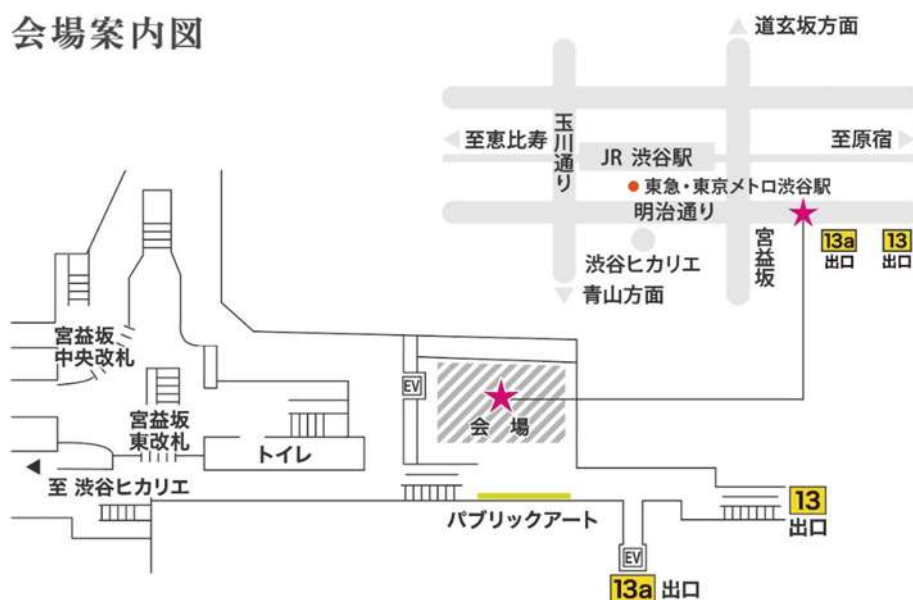 会場案内図
道玄坂方面
玉川通り
至恵比寿
至原宿
JR 渋谷駅
東急・東京メトロ渋谷駅
明治通り
宮益坂
13a
出口
13
出口
渋谷ヒカリエ
青山方面
宮益坂
中央改札
EV
会 場
宮益坂
東改札
トイレ
至 渋谷ヒカリエ
パブリックアート
13
出口
EV
13a 出口